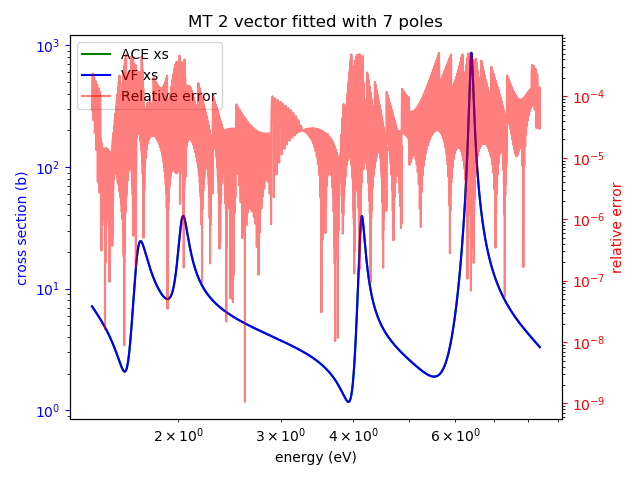 MT 2 vector fitted with 7 poles
ACE xs
VF xs
Relative error
cross section (b)
10³
10²
10¹
10⁰
relative error
10⁻⁴
10⁻⁵
10⁻⁶
10⁻⁷
10⁻⁸
10⁻⁹
2 × 10⁰ 3 × 10⁰ 4 × 10⁰ 6 × 10⁰
energy (eV)